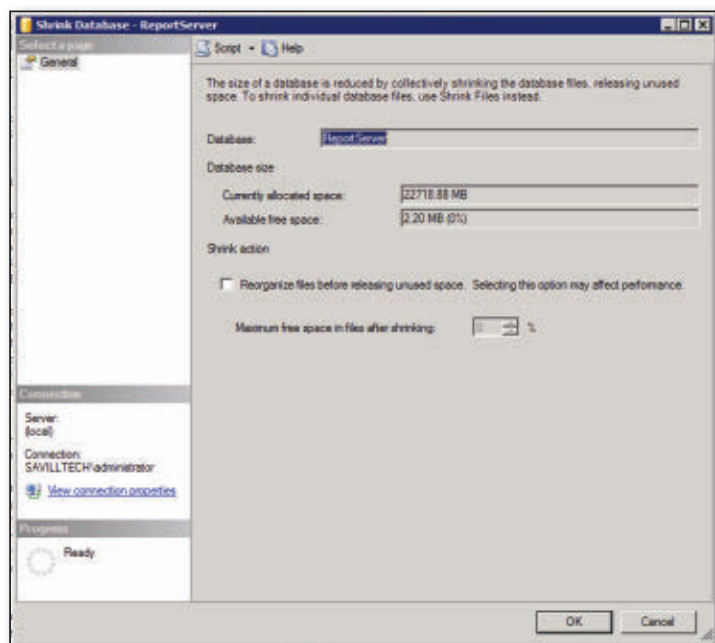 Shrink Database - ReportServer
Select a page
General
Script
Help
The size of a database is reduced by collectively shrinking the database files, releasing unused
space. To shrink individual database files, use Shrink Files instead.
Database:
ReportServer
Database size
Currently allocated space:
22718.88 MB
Available free space:
2.20 MB (0%)
Shrink action
Reorganize files before releasing unused space. Selecting this option may affect performance.
Maximum free space in files after shrinking:
%
Connection
Server:
(local)
Connection:
SAVILLTECH\administrator
View connection properties
Progress
Ready
OK
Cancel